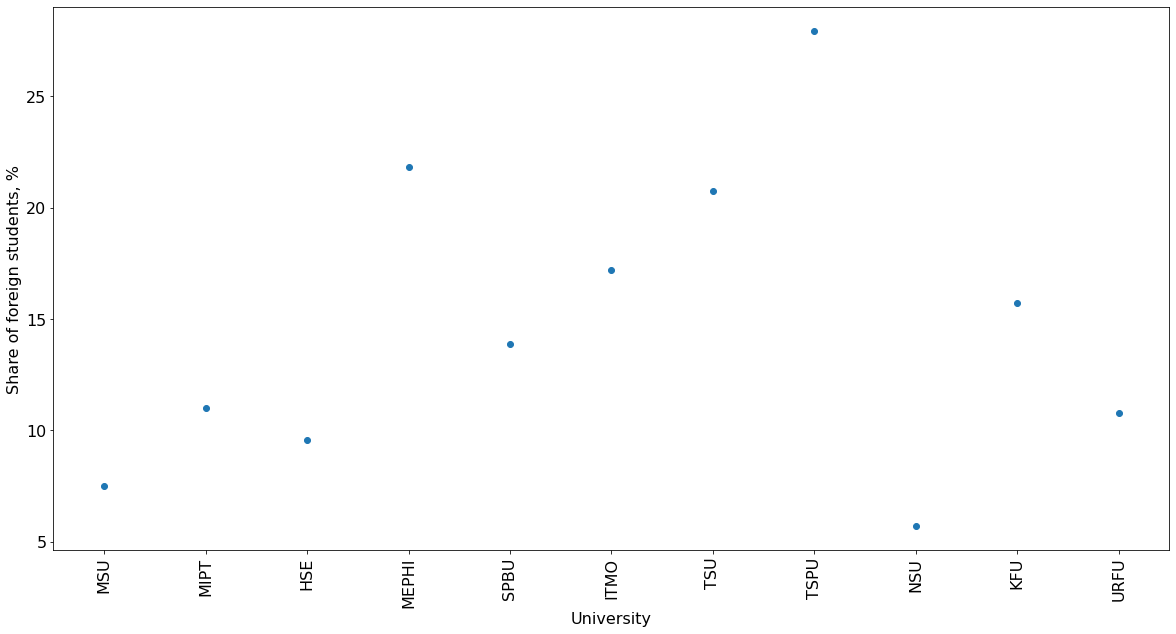 Share of foreign students, %
25
20
15
10
5
MSU
MIPT
HSE
MEPHI
SPBU
ITMO
TSU
TSPU
NSU
KFU
URFU
University